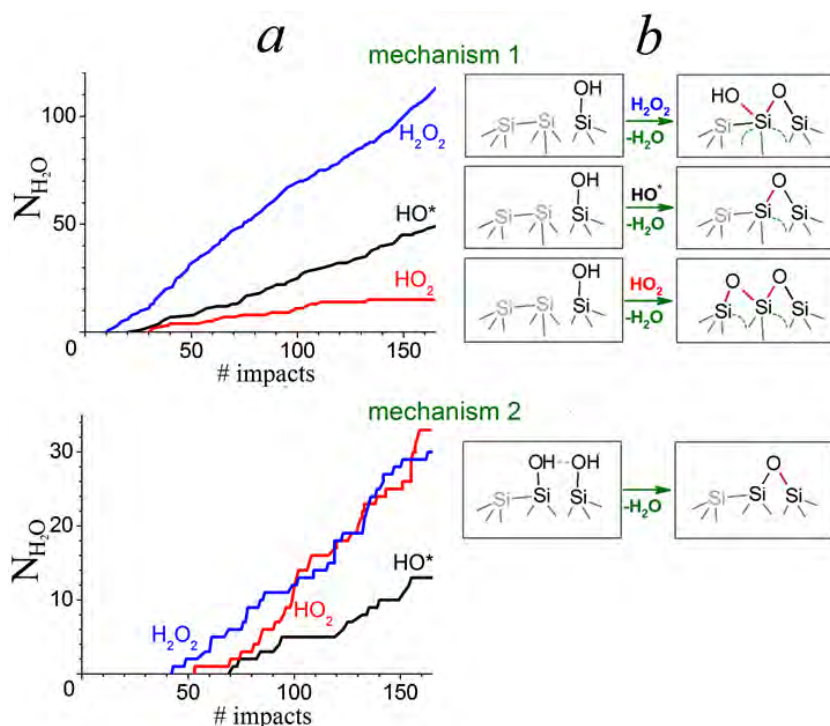 a
b
mechanism 1
N_H₂O
100
50
0
0
50
100
150
# impacts
H₂O₂
HO*
HO₂
OH
Si Si Si
H₂O₂
-H₂O
HO O
Si Si Si
OH
Si Si Si
HO*
-H₂O
O
Si Si Si
OH
Si Si Si
HO₂
-H₂O
O O
Si Si Si
mechanism 2
N_H₂O
30
20
10
0
0
50
100
150
# impacts
H₂O₂
HO₂
HO*
OH OH
Si Si Si
-H₂O
O
Si Si Si